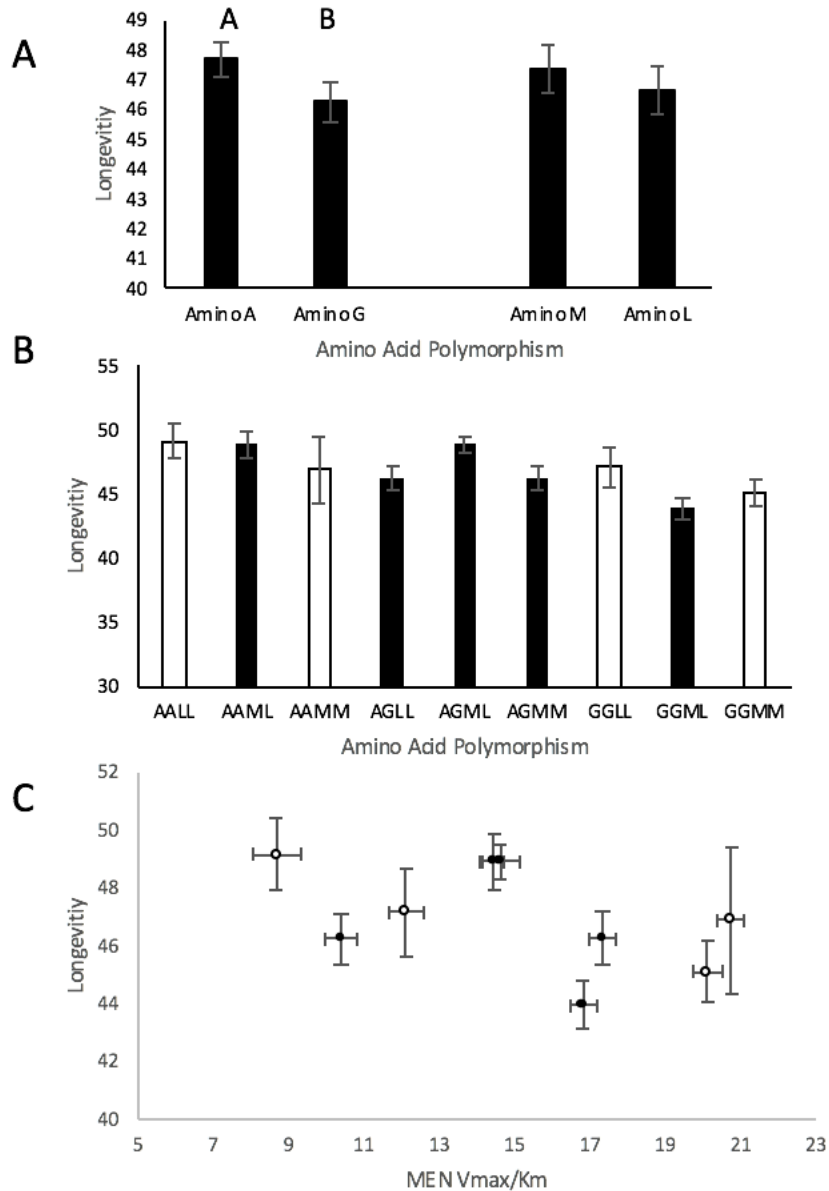 A
49
48
47
46
45
44
43
42
41
40
Longevitiy
A B
AminoA AminoG AminoM AminoL
Amino Acid Polymorphism
B
55
50
45
40
35
30
Longevitiy
AALL AAML AAMM AGLL AGML AGMM GGLL GGML GGMM
Amino Acid Polymorphism
C
52
50
48
46
44
42
40
Longevitiy
5 7 9 11 13 15 17 19 21 23
MEN Vmax/Km